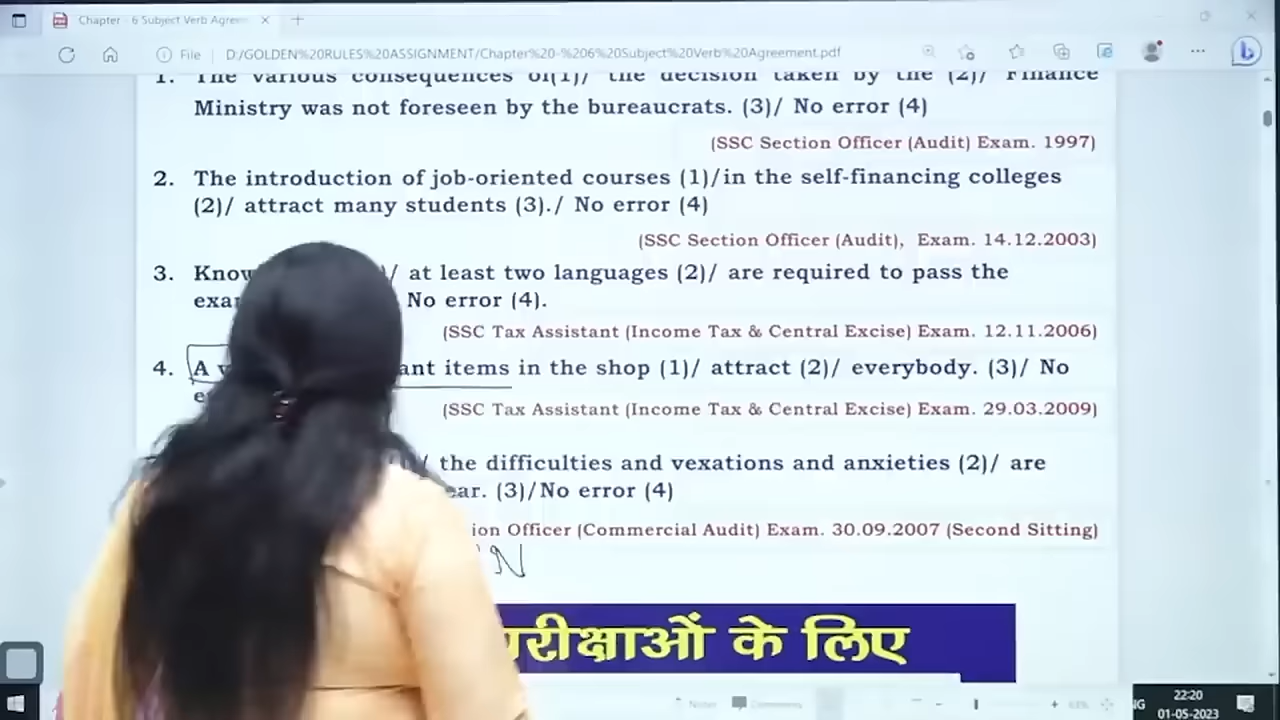 Chapter - 6 Subject Verb Agreem
File D:/GOLDEN%20RULES%20ASSIGNMENT/Chapter%20-%206%20Subject%20Verb%20Agreement.pdf
1. The various consequences of(1)/ the decision taken by the (2)/ Finance
Ministry was not foreseen by the bureaucrats. (3)/ No error (4)
(SSC Section Officer (Audit) Exam. 1997)
2. The introduction of job-oriented courses (1)/in the self-financing colleges
(2)/ attract many students (3)./ No error (4)
(SSC Section Officer (Audit), Exam. 14.12.2003)
3. / at least two languages (2)/ are required to pass the
No error (4).
(SSC Tax Assistant (Income Tax & Central Excise) Exam. 12.11.2006)
4. A items in the shop (1)/ attract (2)/ everybody. (3)/ No
(SSC Tax Assistant (Income Tax & Central Excise) Exam. 29.03.2009)
/ the difficulties and vexations and anxieties (2)/ are
(3)/No error (4)
Officer (Commercial Audit) Exam. 30.09.2007 (Second Sitting)
N
परीक्षाओं के लिए
Notes Comments
22:20
01-05-2023